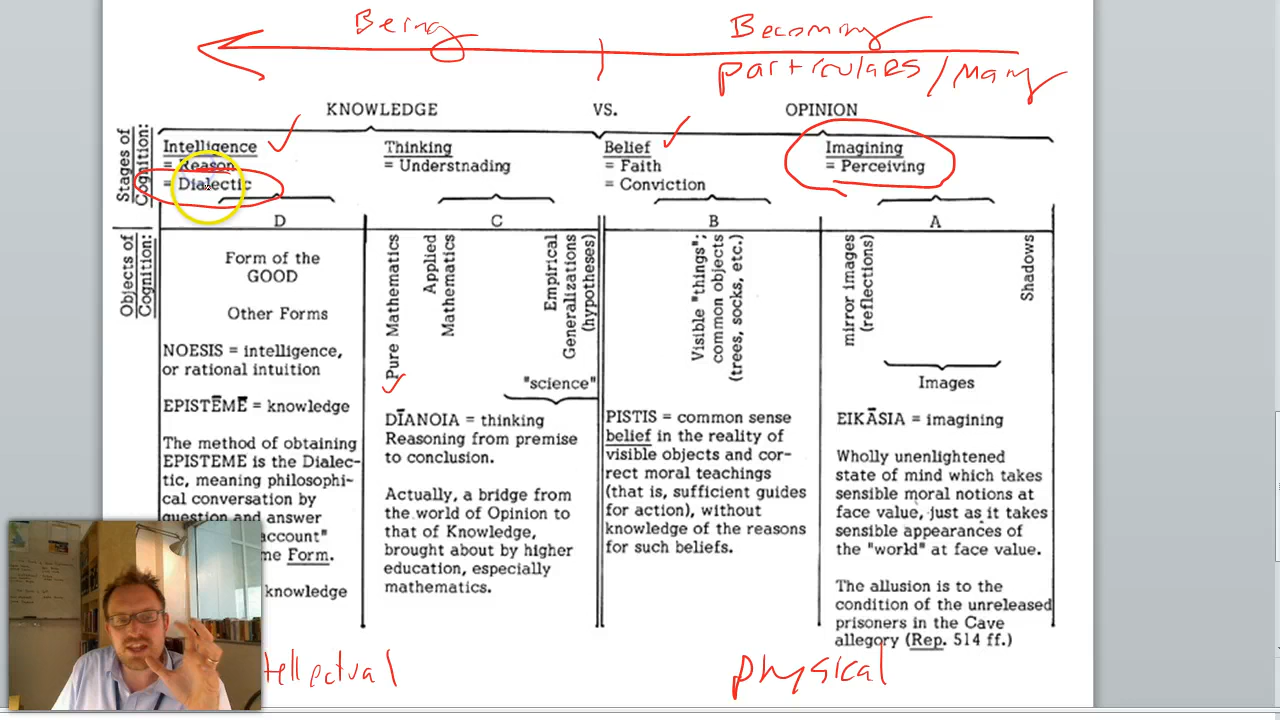 Being
Becoming
particulars/Many
KNOWLEDGE VS. OPINION
Stages of
Cognition:
Intelligence
= Reason
= Dialectic
Thinking
= Understnading
Belief
= Faith
= Conviction
Imagining
= Perceiving
D C B A
Objects of
Cognition:
Form of the
GOOD
Other Forms
NOESIS = intelligence,
or rational intuition
EPISTĒMĒ = knowledge
The method of obtaining
EPISTEME is the Dialec-
tic, meaning philosophi-
cal conversation by
question and answer
account"
me Form.
knowledge
Pure Mathematics
Applied
Mathematics
Empirical
Generalizations
(hypotheses)
"science"
DĪANOIA = thinking
Reasoning from premise
to conclusion.
Actually, a bridge from
the world of Opinion to
that of Knowledge,
brought about by higher
education, especially
mathematics.
Visible "things";
common objects
(trees, socks, etc.)
PISTIS = common sense
belief in the reality of
visible objects and cor-
rect moral teachings
(that is, sufficient guides
for action), without
knowledge of the reasons
for such beliefs.
mirror images
(reflections)
Shadows
Images
EIKĀSIA = imagining
Wholly unenlightened
state of mind which takes
sensible moral notions at
face value, just as it takes
sensible appearances of
the "world" at face value.
The allusion is to the
condition of the unreleased
prisoners in the Cave
allegory (Rep. 514 ff.)
tellectual
physical